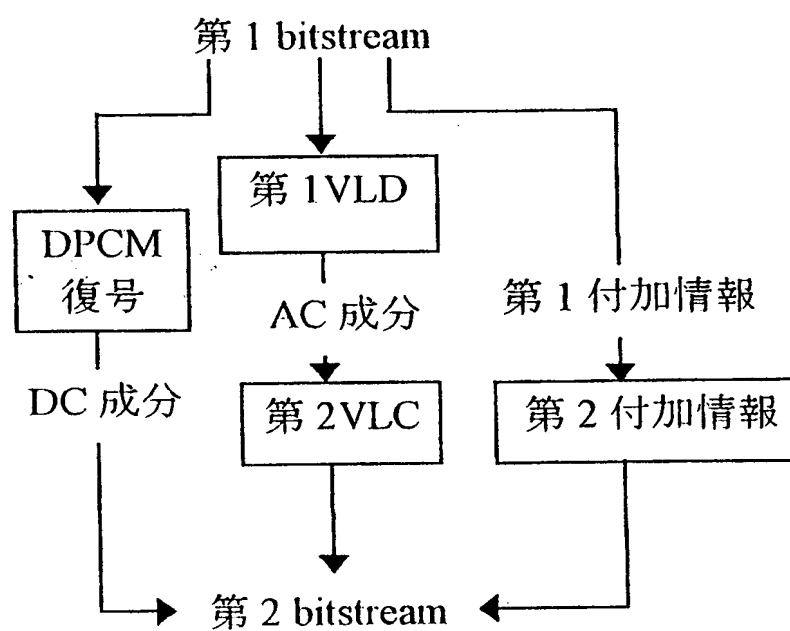 第 1 bitstream
第 1VLD
DPCM
復号
AC 成分
第 1 付加情報
DC 成分
第 2VLC
第 2 付加情報
第 2 bitstream